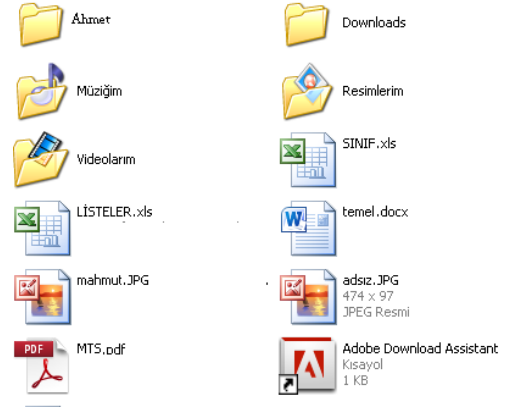 Ahmet
Downloads
Müziğim
Resimlerim
Videolarım
SINIF.xls
LİSTELER.xls
temel.docx
mahmut.JPG
adsız.JPG
474 x 97
JPEG Resmi
PDF
MTS.pdf
Adobe Download Assistant
Kısayol
1 KB